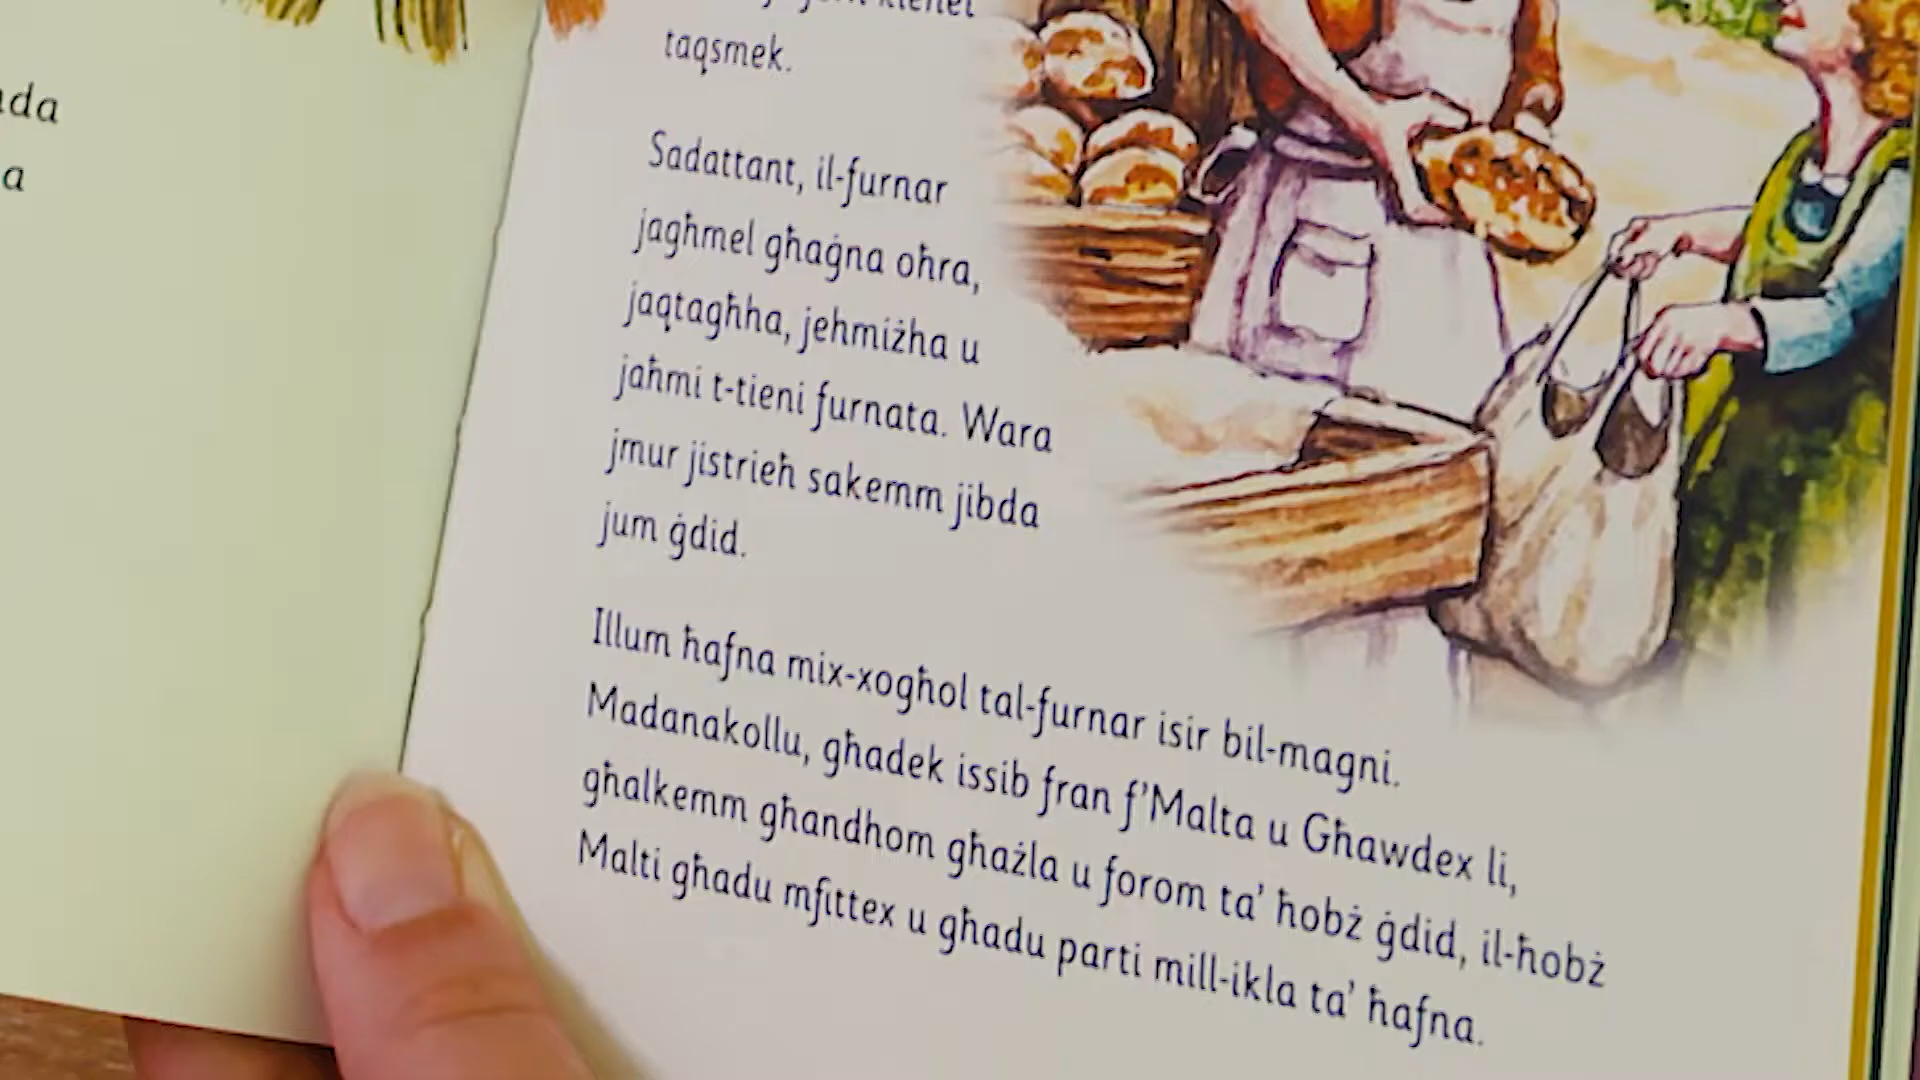 nda
a
taqsmek.
Sadattant, il-furnar
jagħmel għaġna oħra,
jaqtagħha, jehmiżha u
jaħmi t-tieni furnata. Wara
jmur jistrieħ sakemm jibda
jum ġdid.
Illum ħafna mix-xogħol tal-furnar isir bil-magni.
Madanakollu, għadek issib fran f'Malta u Għawdex li,
għalkemm għandhom għażla u forom ta' ħobż ġdid, il-ħobż
Malti għadu mfittex u għadu parti mill-ikla ta' ħafna.